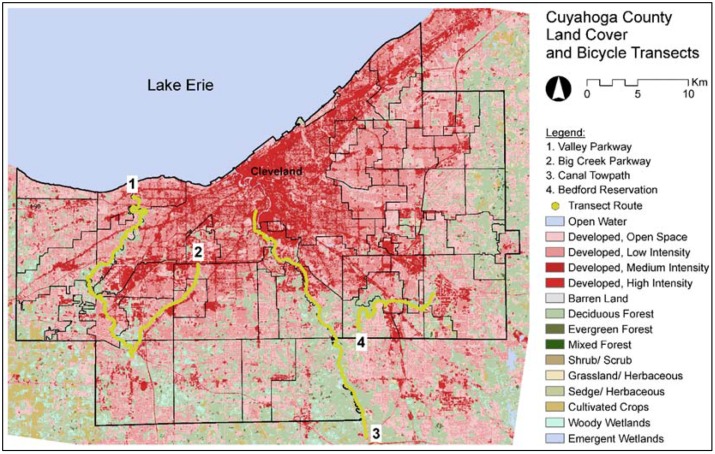 Cuyahoga County
Land Cover
and Bicycle Transects
Km
0 5 10
Lake Erie
Cleveland
1
2
3
4
Legend:
1. Valley Parkway
2. Big Creek Parkway
3. Canal Towpath
4. Bedford Reservation
Transect Route
Open Water
Developed, Open Space
Developed, Low Intensity
Developed, Medium Intensity
Developed, High Intensity
Barren Land
Deciduous Forest
Evergreen Forest
Mixed Forest
Shrub/ Scrub
Grassland/ Herbaceous
Sedge/ Herbaceous
Cultivated Crops
Woody Wetlands
Emergent Wetlands